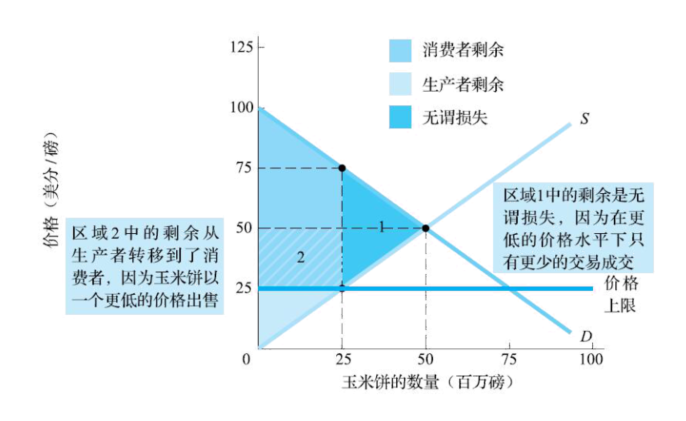 125
100
75
50
25
0
25
50
75
100
价格（美分/磅）
玉米饼的数量（百万磅）
消费者剩余
生产者剩余
无谓损失
S
D
1
2
区域2中的剩余从
生产者转移到了消
费者，因为玉米饼以
一个更低的价格出售
区域1中的剩余是无
谓损失，因为在更
低的价格水平下只
有更少的交易成交
价格
上限